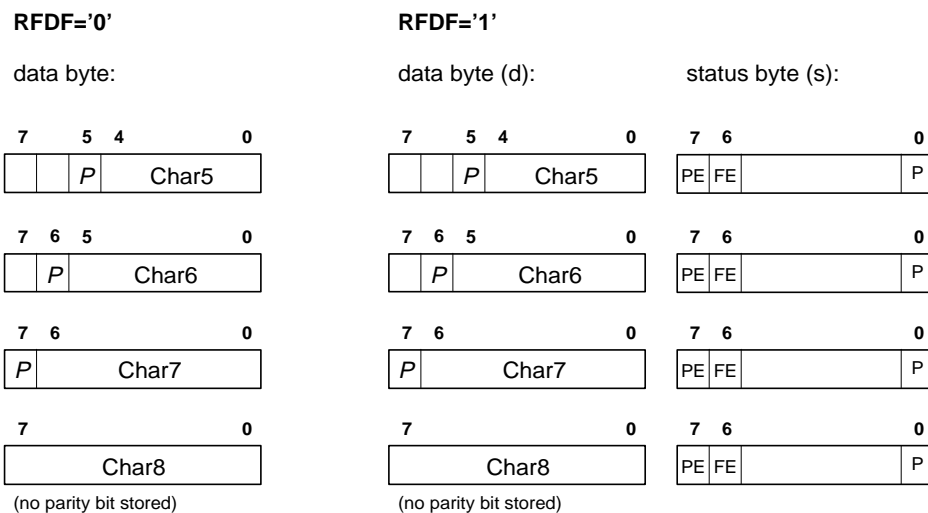 RFDF='0' RFDF='1'
data byte: data byte (d): status byte (s):
7 5 4 0 7 5 4 0 7 6 0
P Char5 P Char5 PE FE P
7 6 5 0 7 6 5 0 7 6 0
P Char6 P Char6 PE FE P
7 6 0 7 6 0 7 6 0
P Char7 P Char7 PE FE P
7 0 7 0 7 6 0
Char8 Char8 PE FE P
(no parity bit stored) (no parity bit stored)